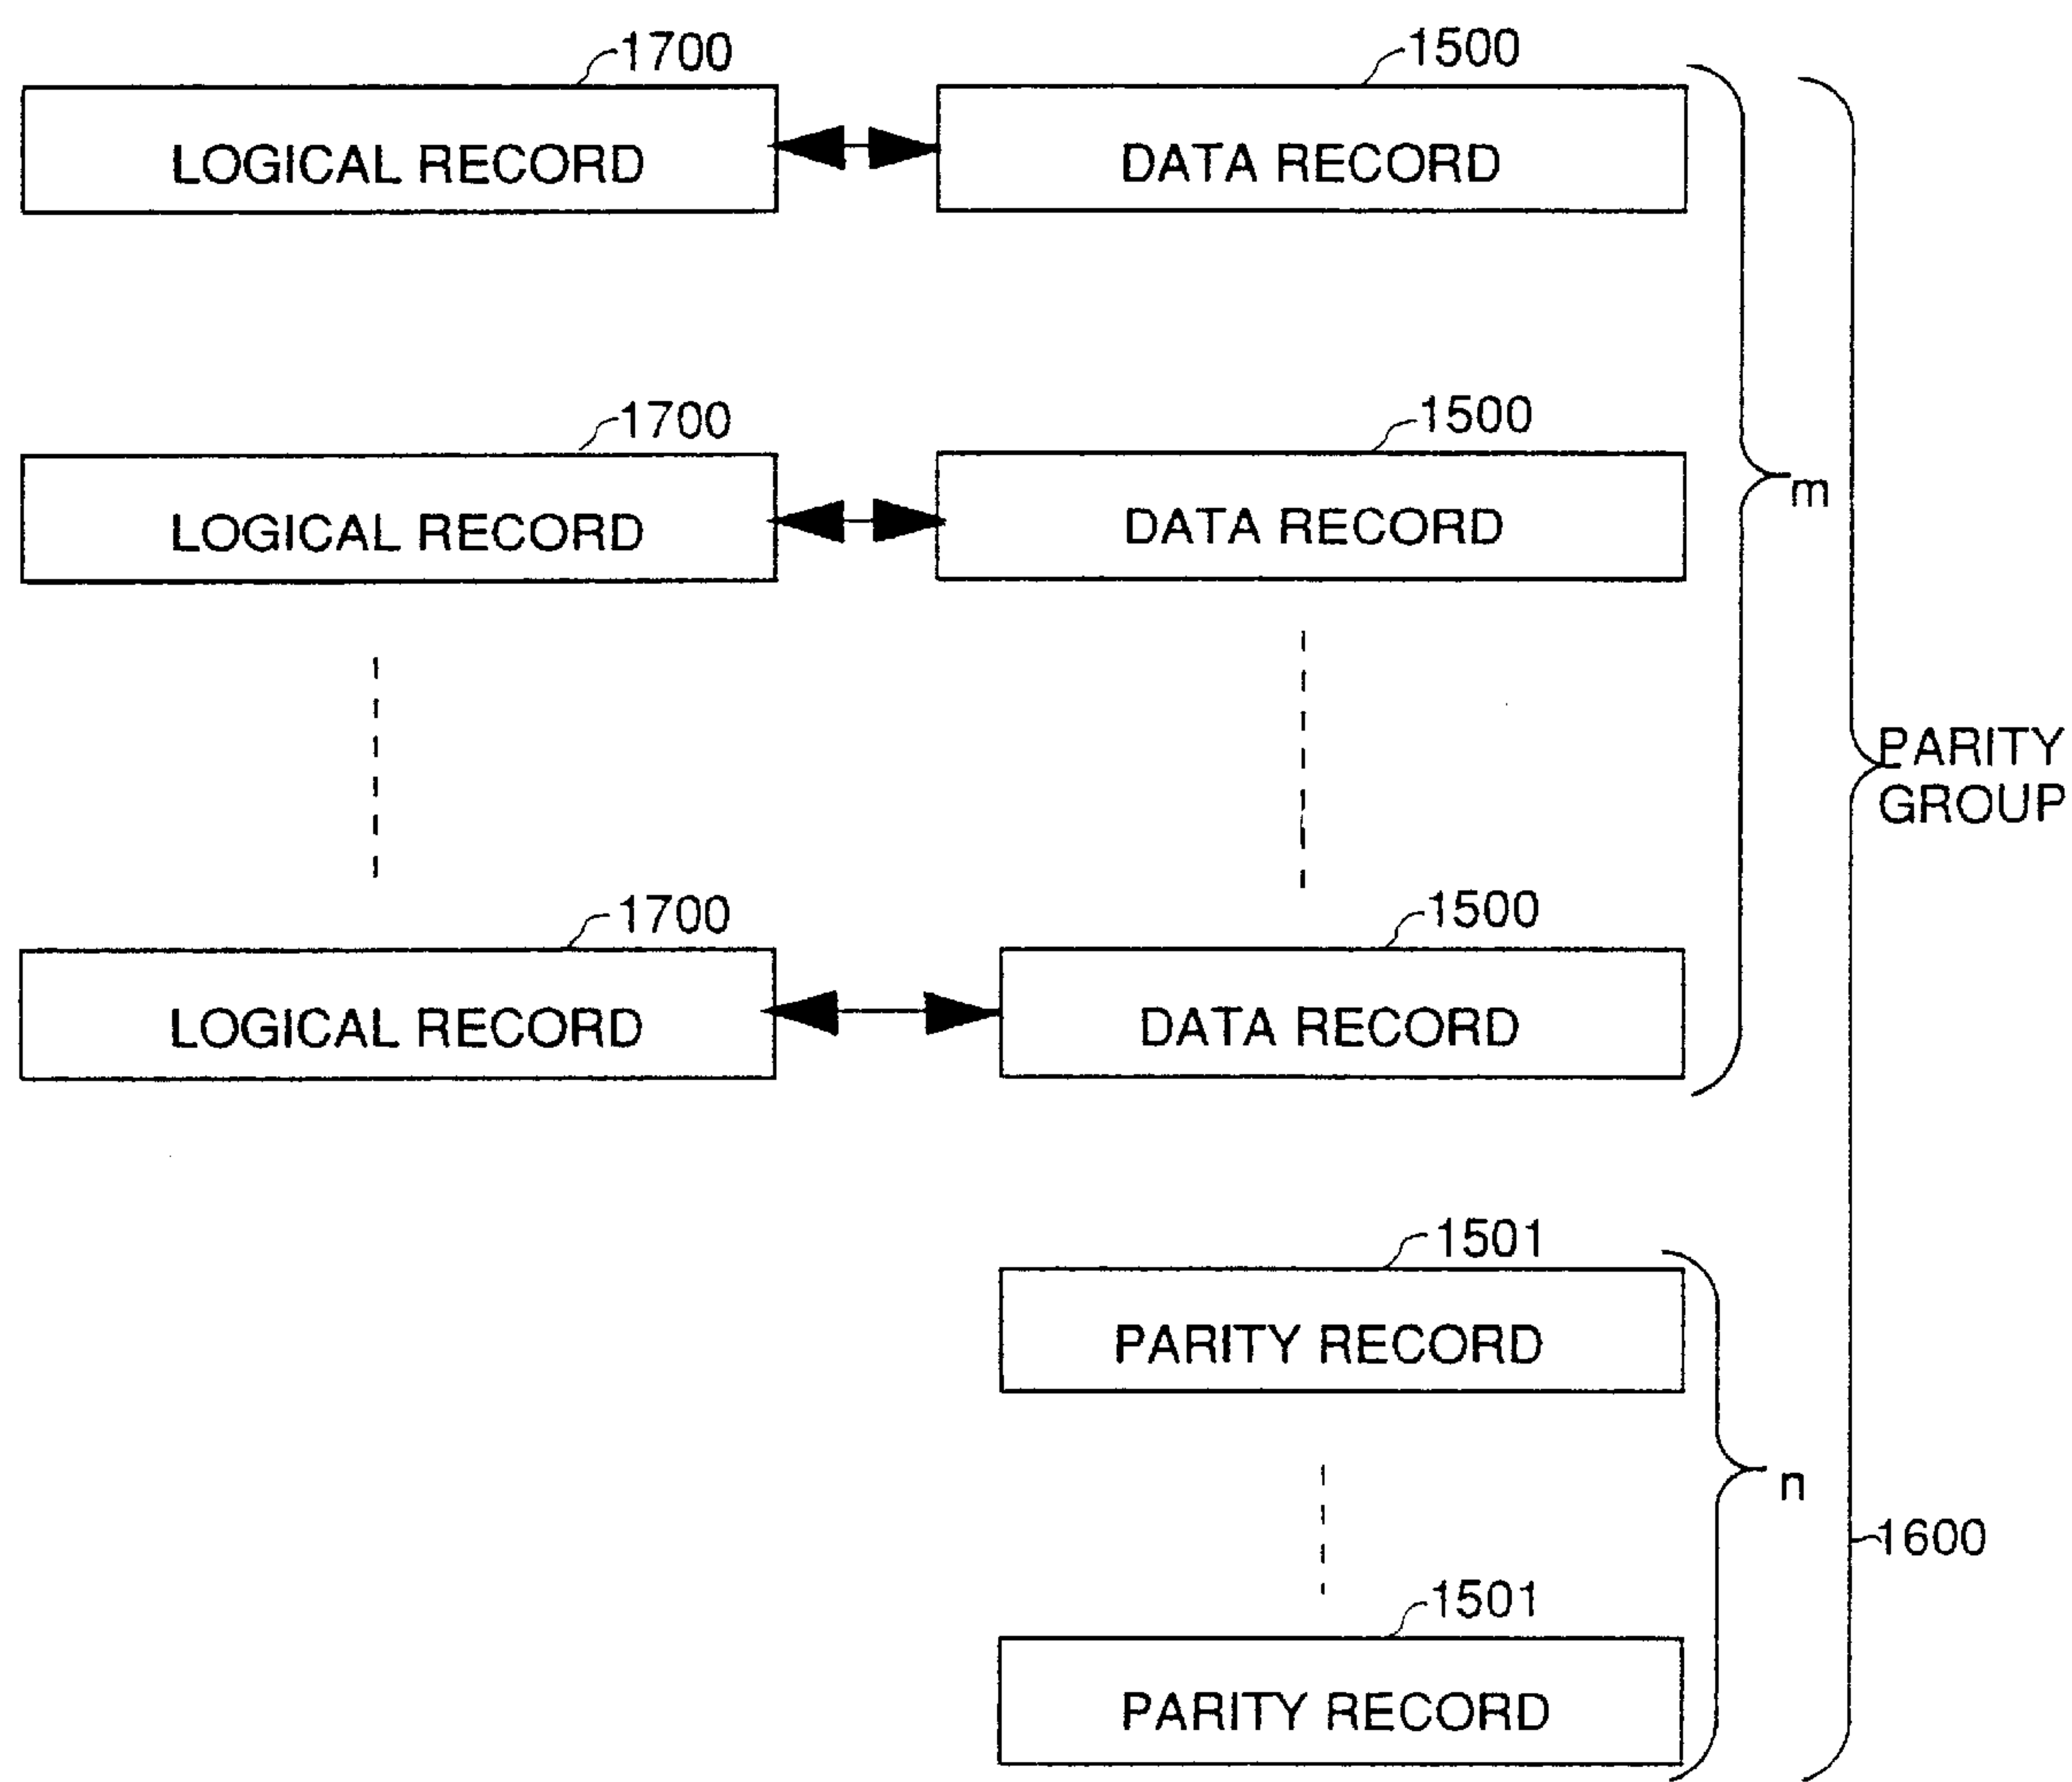 1700
1500
LOGICAL RECORD
DATA RECORD
1700
1500
m
LOGICAL RECORD
DATA RECORD
PARITY
GROUP
1700
1500
LOGICAL RECORD
DATA RECORD
1501
PARITY RECORD
n
1600
1501
PARITY RECORD